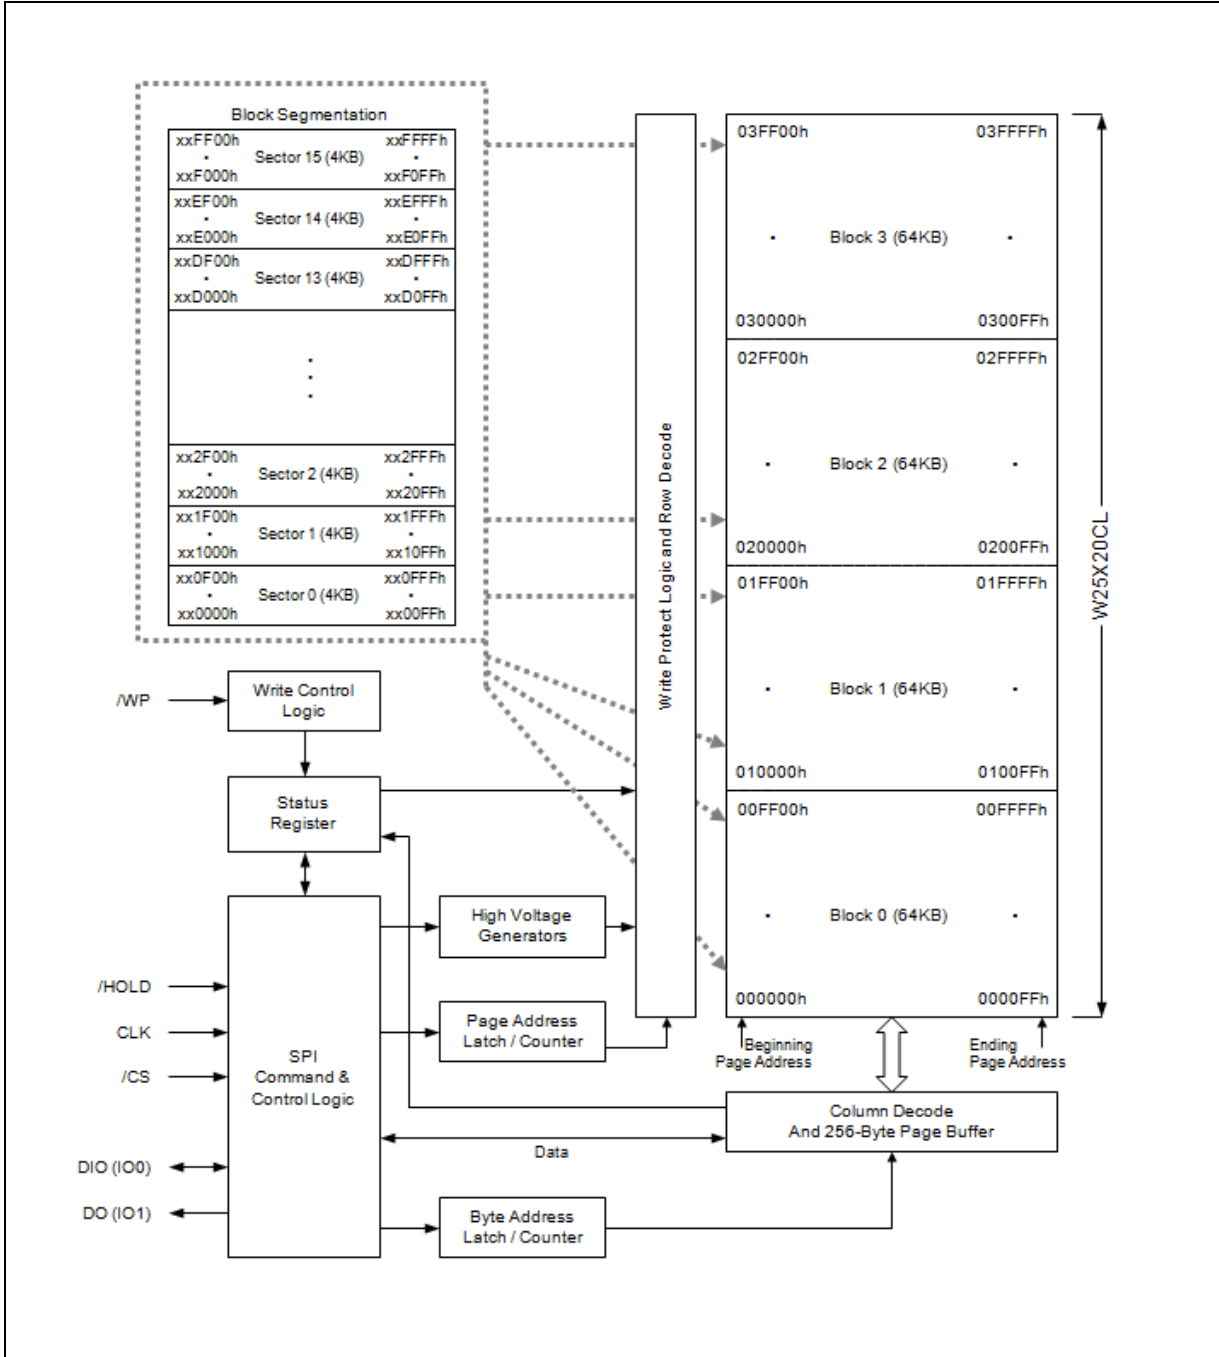 Block Segmentation
xxFF00h xxFFFFh
Sector 15 (4KB)
xxF000h xxF0FFh
xxEF00h xxEFFFh
Sector 14 (4KB)
xxE000h xxE0FFh
xxDF00h xxDFFFh
Sector 13 (4KB)
xxD000h xxD0FFh
xx2F00h xx2FFFh
Sector 2 (4KB)
xx2000h xx20FFh
xx1F00h xx1FFFh
Sector 1 (4KB)
xx1000h xx10FFh
xx0F00h xx0FFFh
Sector 0 (4KB)
xx0000h xx00FFh
Write Protect Logic and Row Decode
03FF00h 03FFFFh
Block 3 (64KB)
030000h 0300FFh
02FF00h 02FFFFh
Block 2 (64KB)
020000h 0200FFh
01FF00h 01FFFFh
Block 1 (64KB)
010000h 0100FFh
00FF00h 00FFFFh
Block 0 (64KB)
000000h 0000FFh
W25X20CL
Beginning
Page Address
Ending
Page Address
/WP
Write Control
Logic
Status
Register
High Voltage
Generators
/HOLD
CLK
/CS
DIO (IO0)
DO (IO1)
SPI
Command &
Control Logic
Page Address
Latch / Counter
Column Decode
And 256-Byte Page Buffer
Data
Byte Address
Latch / Counter